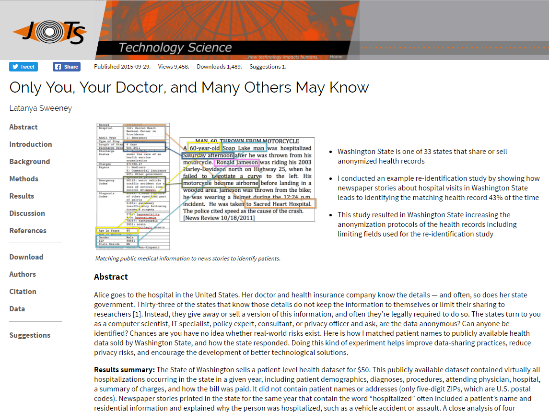 JOTS
Technology Science
Tweet
Share
Published 2015-09-29. Views 9,468. Downloads 1,489. Suggestions 1.
Only You, Your Doctor, and Many Others May Know
Latanya Sweeney
Abstract
Introduction
Background
Methods
Results
Discussion
References
Download
Authors
Citation
Data
Suggestions
MAN 60 THROWN FROM MOTORCYCLE
A 60-year-old Soap Lake man was hospitalized
Saturday afternoon after he was thrown from his
motorcycle. Ronald Jameson was riding his 2003
Harley-Davidson north on Highway 25, when he
failed to negotiate a curve to the left. His
motorcycle became airborne before landing in a
wooded area. Jameson was thrown from the bike;
he was wearing a helmet during the 12:24 p.m.
incident. He was taken to Sacred Heart Hospital.
The police cited speed as the cause of the crash.
[News Review 10/18/2011]
Matching public medical information to news stories to identify patients.
Washington State is one of 33 states that share or sell
anonymized health records
I conducted an example re-identification study by showing how
newspaper stories about hospital visits in Washington State
leads to identifying the matching health record 43% of the time
This study resulted in Washington State increasing the
anonymization protocols of the health records including
limiting fields used for the re-identification study
Abstract
Alice goes to the hospital in the United States. Her doctor and health insurance company know the details — and often, so does her state
government. Thirty-three of the states that know those details do not keep the information to themselves or limit their sharing to
researchers [1]. Instead, they give away or sell a version of this information, and often they're legally required to do so. The states turn to you
as a computer scientist, IT specialist, policy expert, consultant, or privacy officer and ask, are the data anonymous? Can anyone be
identified? Chances are you have no idea whether real-world risks exist. Here is how I matched patient names to publicly available health
data sold by Washington State, and how the state responded. Doing this kind of experiment helps improve data-sharing practices, reduce
privacy risks, and encourage the development of better technological solutions.
Results summary: The State of Washington sells a patient-level health dataset for $50. This publicly available dataset contained virtually all
hospitalizations occurring in the state in a given year, including patient demographics, diagnoses, procedures, attending physician, hospital,
a summary of charges, and how the bill was paid. It did not contain patient names or addresses (only five-digit ZIPs, which are U.S. postal
codes). Newspaper stories printed in the state for the same year that contain the word "hospitalized" often included a patient's name and
residential information and explained why the person was hospitalized, such as a vehicle accident or assault. A close analysis of four